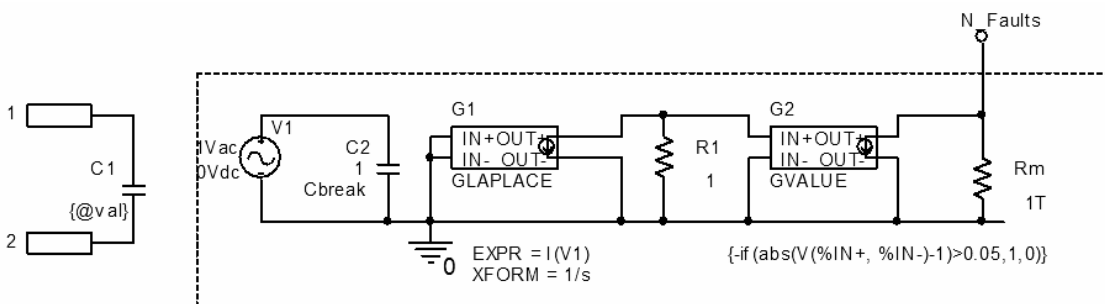 N_Faults
1
C1
{@val}
2
V1
1Vac
0Vdc
C2
1
Cbreak
G1
IN+OUT+
IN- OUT-
GLAPLACE
R1
1
G2
IN+OUT+
IN- OUT-
GVALUE
Rm
1T
0
EXPR = I(V1)
XFORM = 1/s
{-if(abs(V(%IN+, %IN-)-1)>0.05,1,0)}